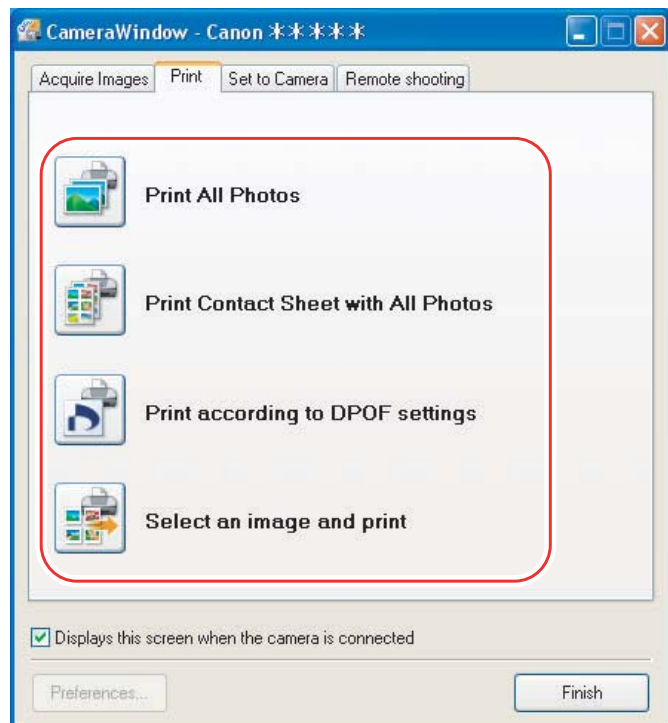 CameraWindow - Canon ＊＊＊＊＊
Acquire Images Print Set to Camera Remote shooting
Print All Photos
Print Contact Sheet with All Photos
Print according to DPOF settings
Select an image and print
Displays this screen when the camera is connected
Preferences... Finish